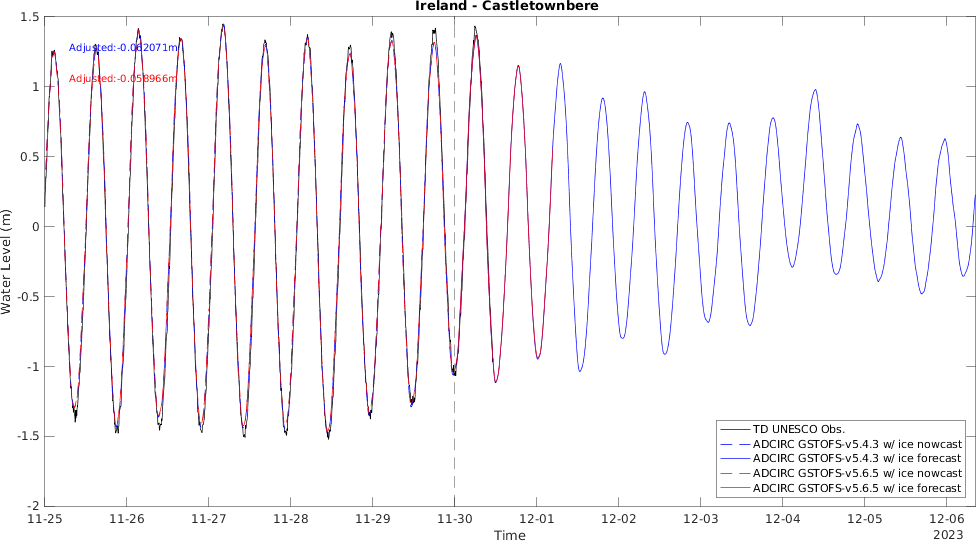 Ireland - Castletownbere
1.5
1
0.5
0
-0.5
-1
-1.5
-2
Water Level (m)
Adjusted:-0.062071m
Adjusted:-0.058966m
TD UNESCO Obs.
ADCIRC GSTOFS-v5.4.3 w/ ice nowcast
ADCIRC GSTOFS-v5.4.3 w/ ice forecast
ADCIRC GSTOFS-v5.6.5 w/ ice nowcast
ADCIRC GSTOFS-v5.6.5 w/ ice forecast
11-25 11-26 11-27 11-28 11-29 11-30 12-01 12-02 12-03 12-04 12-05 12-06
2023
Time